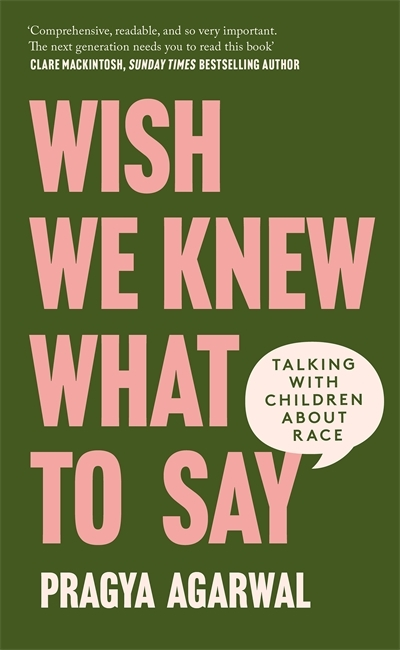 ‘Comprehensive, readable, and so very important.
The next generation needs you to read this book’
CLARE MACKINTOSH, SUNDAY TIMES BESTSELLING AUTHOR
WISH
WE KNEW
WHAT
TO SAY
TALKING
WITH
CHILDREN
ABOUT
RACE
PRAGYA AGARWAL